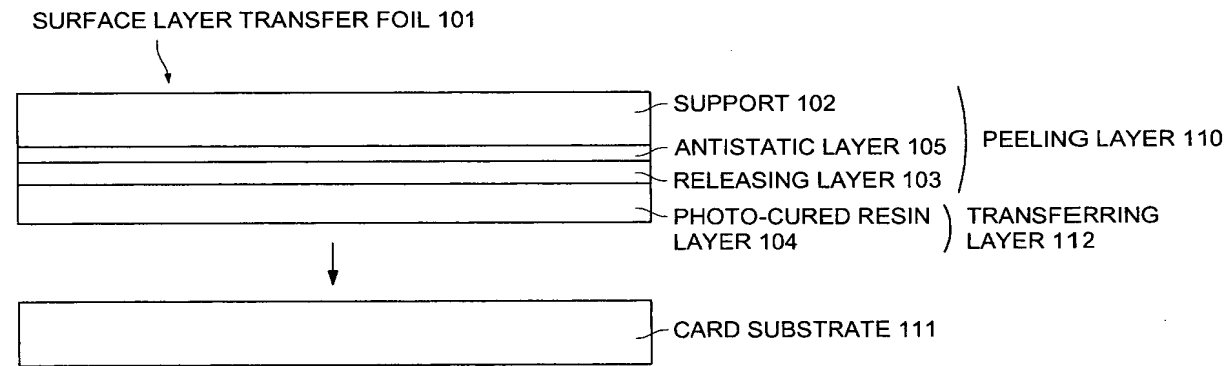 SURFACE LAYER TRANSFER FOIL 101
SUPPORT 102
ANTISTATIC LAYER 105
PEELING LAYER 110
RELEASING LAYER 103
PHOTO-CURED RESIN
LAYER 104
TRANSFERRING
LAYER 112
CARD SUBSTRATE 111